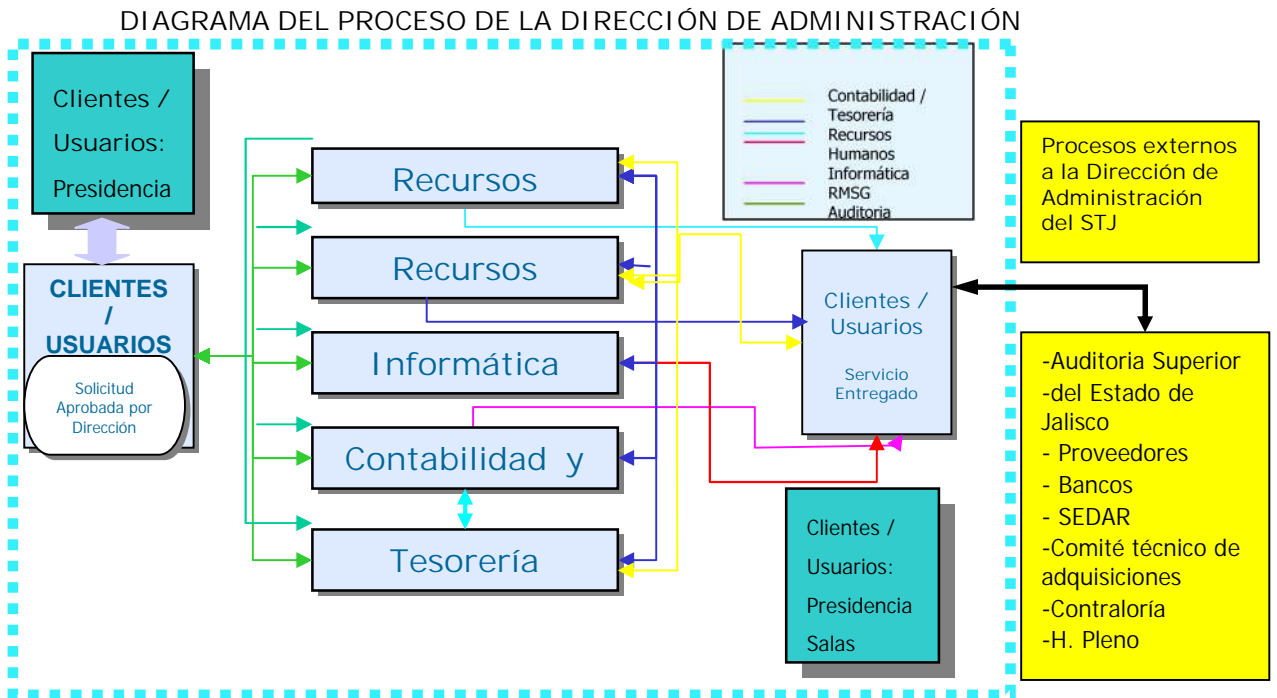 DIAGRAMA DEL PROCESO DE LA DIRECCIÓN DE ADMINISTRACIÓN
Clientes /
Usuarios:
Presidencia
CLIENTES
/
USUARIOS
Solicitud
Aprobada por
Dirección
Recursos
Recursos
Informática
Contabilidad y
Tesorería
Contabilidad /
Tesorería
Recursos
Humanos
Informática
RMSG
Auditoria
Clientes /
Usuarios
Servicio
Entregado
Clientes /
Usuarios:
Presidencia
Salas
Procesos externos
a la Dirección de
Administración
del STJ
-Auditoria Superior
-del Estado de
Jalisco
- Proveedores
- Bancos
- SEDAR
-Comité técnico de
adquisiciones
-Contraloría
-H. Pleno